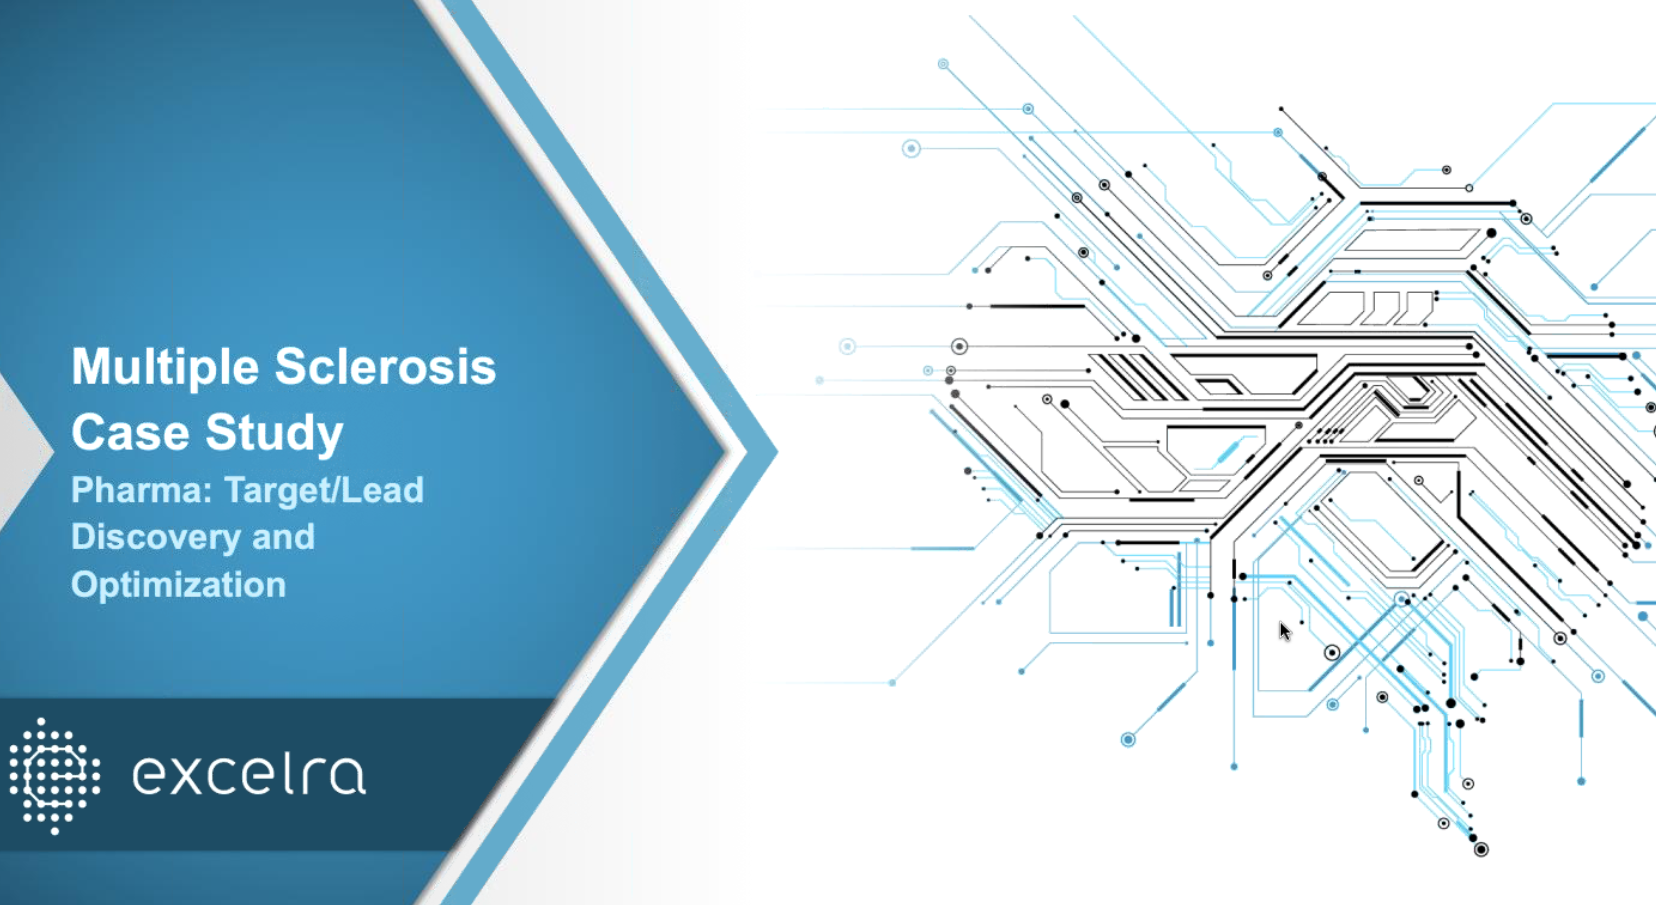 Multiple Sclerosis
Case Study
Pharma: Target/Lead
Discovery and
Optimization
excelra